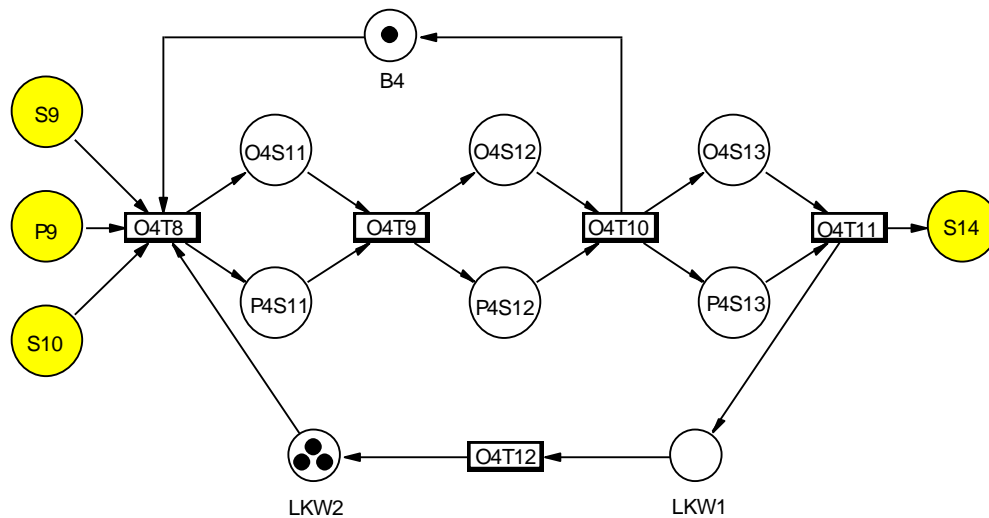 B4
S9
O4S11
O4S12
O4S13
P9
O4T8
O4T9
O4T10
O4T11
S14
S10
P4S11
P4S12
P4S13
O4T12
LKW2
LKW1